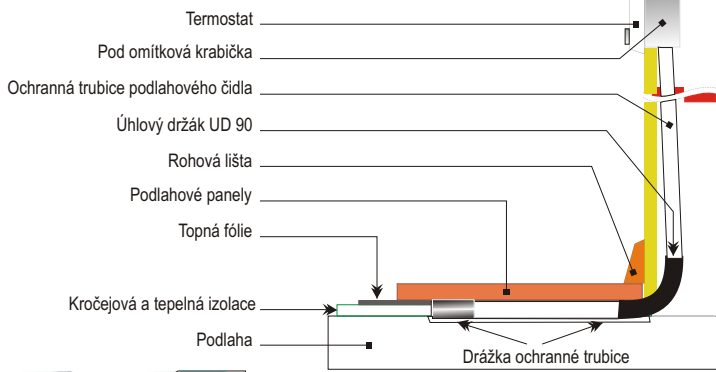 Termostat
Pod omítková krabička
Ochranná trubice podlahového čidla
Úhlový držák UD 90
Rohová lišta
Podlahové panely
Topná fólie
Kročejová a tepelná izolace
Podlaha
Drážka ochranné trubice